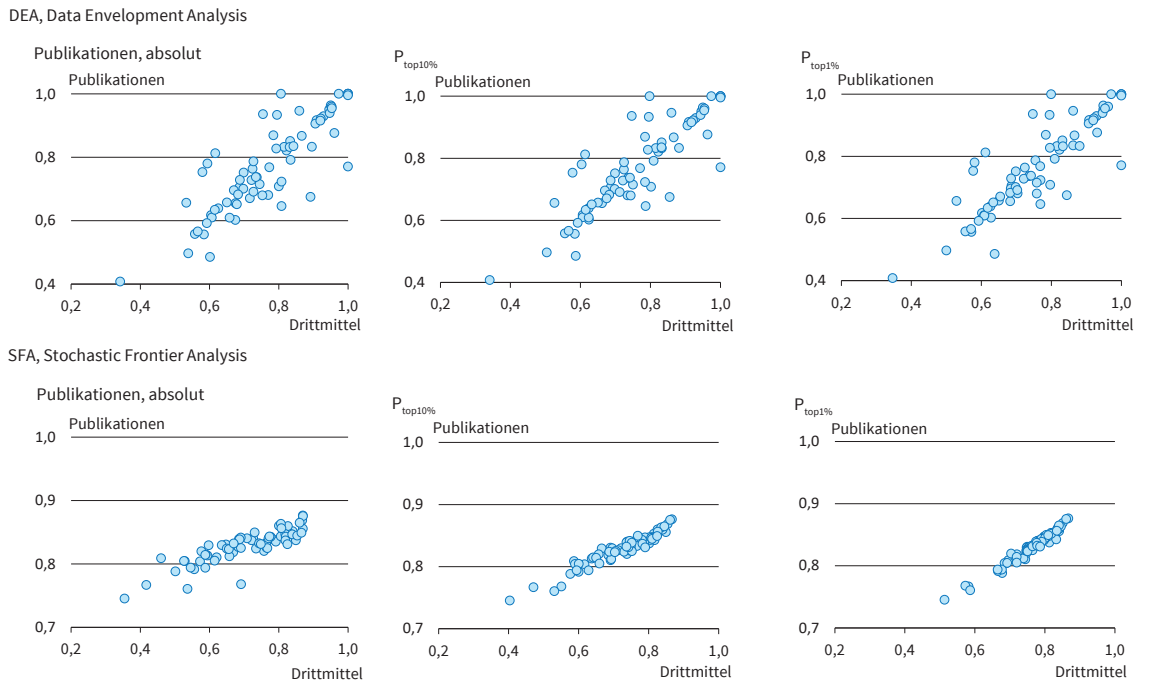 DEA, Data Envelopment Analysis
Publikationen, absolut
Publikationen
1,0
0,8
0,6
0,4
0,2 0,4 0,6 0,8 1,0
Drittmittel
Ptop10%
Publikationen
1,0
0,8
0,6
0,4
0,2 0,4 0,6 0,8 1,0
Drittmittel
Ptop1%
Publikationen
1,0
0,8
0,6
0,4
0,2 0,4 0,6 0,8 1,0
Drittmittel
SFA, Stochastic Frontier Analysis
Publikationen, absolut
Publikationen
1,0
0,9
0,8
0,7
0,2 0,4 0,6 0,8 1,0
Drittmittel
Ptop10%
Publikationen
1,0
0,9
0,8
0,7
0,2 0,4 0,6 0,8 1,0
Drittmittel
Ptop1%
Publikationen
1,0
0,9
0,8
0,7
0,2 0,4 0,6 0,8 1,0
Drittmittel